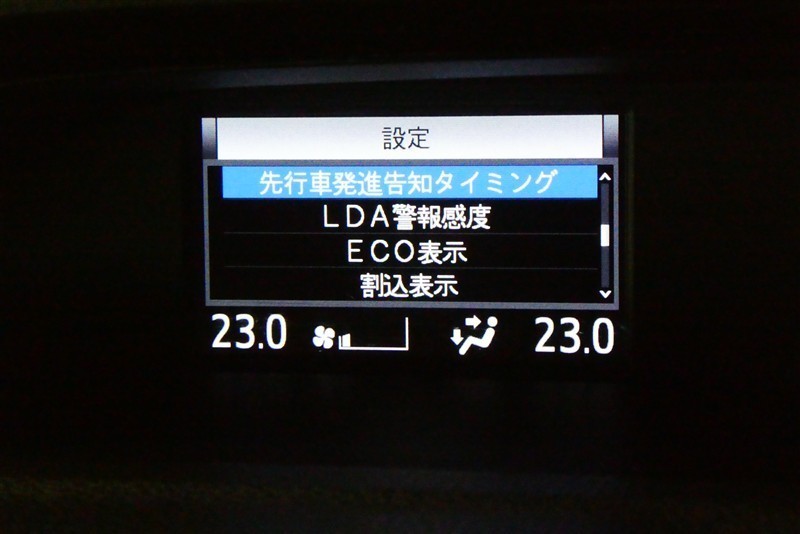 設定
先行車発進告知タイミング
LDA警報感度
ECO表示
割込表示
23.0 23.0